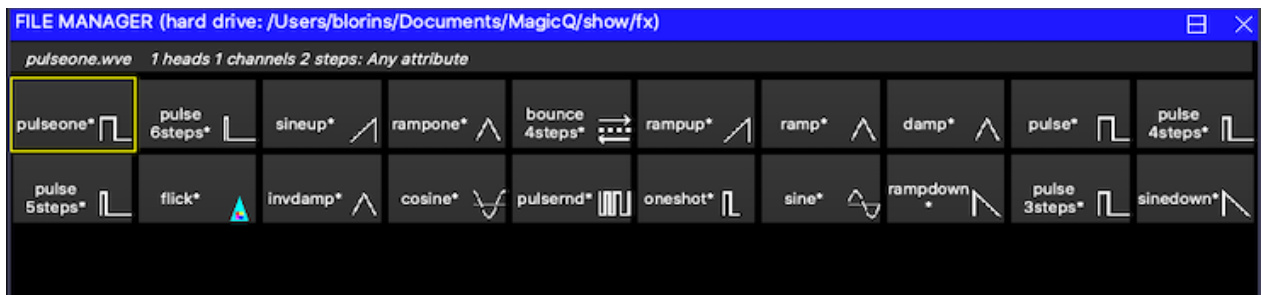 FILE MANAGER (hard drive: /Users/blorins/Documents/MagicQ/show/fx)
pulseone.wve 1 heads 1 channels 2 steps: Any attribute
pulseone*
pulse
6steps*
sineup*
rampone*
bounce
4steps*
rampup*
ramp*
damp*
pulse*
pulse
4steps*
pulse
5steps*
flick*
invdamp*
cosine*
pulsernd*
oneshot*
sine*
rampdown
*
pulse
3steps*
sinedown*